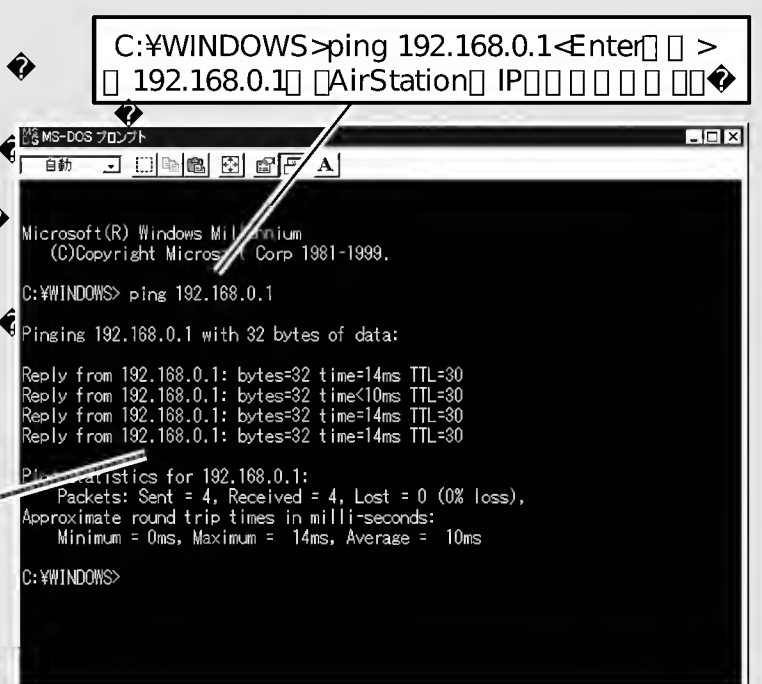 C:¥WINDOWS>ping 192.168.0.1<Enter >
192.168.0.1 AirStation IP
MS-DOS プロンプト
自動
A
Microsoft(R) Windows
(C)Copyright Corp 1981-1999.
C:¥WINDOWS> ping 192.168.0.1
Pinging 192.168.0.1 with 32 bytes of data:
Reply from 192.168.0.1: bytes=32 time=14ms TTL=30
Reply from 192.168.0.1: bytes=32 time<10ms TTL=30
Reply from 192.168.0.1: bytes=32 time=14ms TTL=30
Reply from 192.168.0.1: bytes=32 time=14ms TTL=30
Ping statistics for 192.168.0.1:
Packets: Sent = 4, Received = 4, Lost = 0 (0% loss),
Approximate round trip times in milli-seconds:
Minimum = 0ms, Maximum = 14ms, Average = 10ms
C:¥WINDOWS>